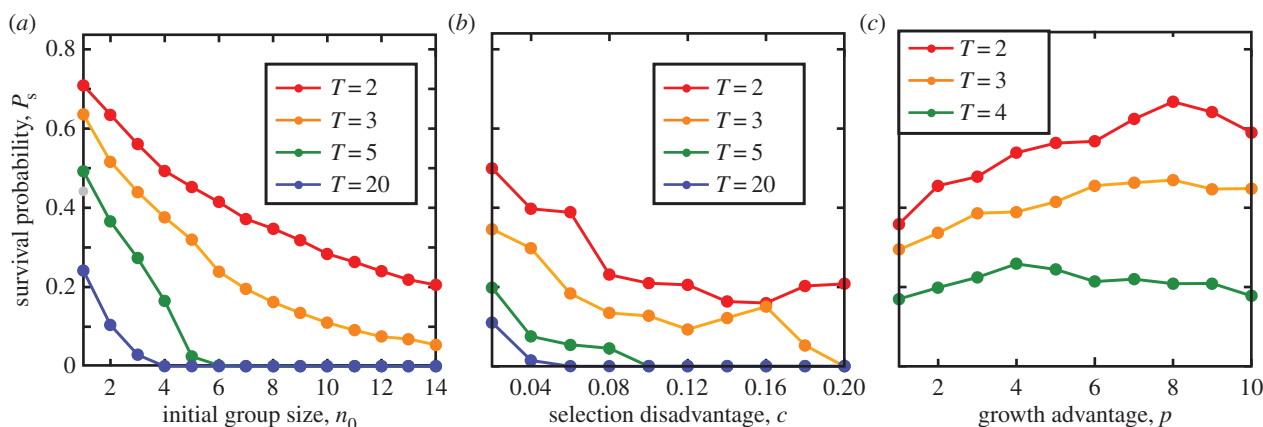 (a)
0.8
0.6
0.4
0.2
0
survival probability, Pₛ
T = 2
T = 3
T = 5
T = 20
2 4 6 8 10 12 14
initial group size, n₀
(b)
T = 2
T = 3
T = 5
T = 20
0.04 0.08 0.12 0.16 0.20
selection disadvantage, c
(c)
T = 2
T = 3
T = 4
2 4 6 8 10
growth advantage, p